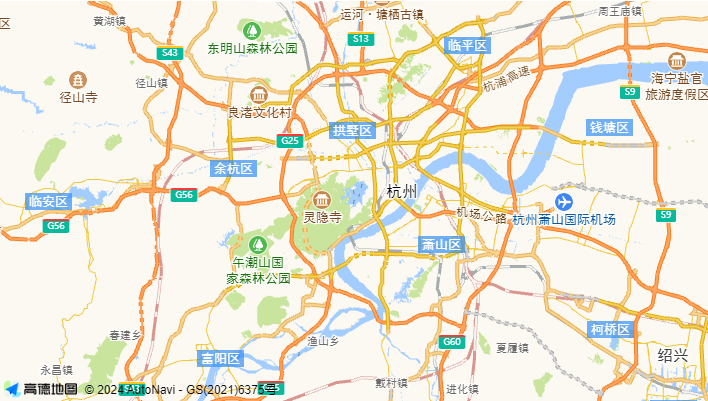 黄湖镇
运河·塘栖古镇
周王庙镇
区
东明山森林公园
S13
临平区
S43
杭浦高速
海宁盐官
旅游度假区
径山寺
径山镇
良渚文化村
S9
G25
拱墅区
钱塘区
余杭区
临安区
G56
杭州
G56
灵隐寺
机场公路
杭州萧山国际机场
S9
萧山区
午潮山国
家森林公园
春建乡
渔山乡
G60
夏履镇
柯桥区
富阳区
绍兴
永昌镇
戴村镇
进化镇
高德地图
© 2024 AutoNavi - GS(2021)6375号